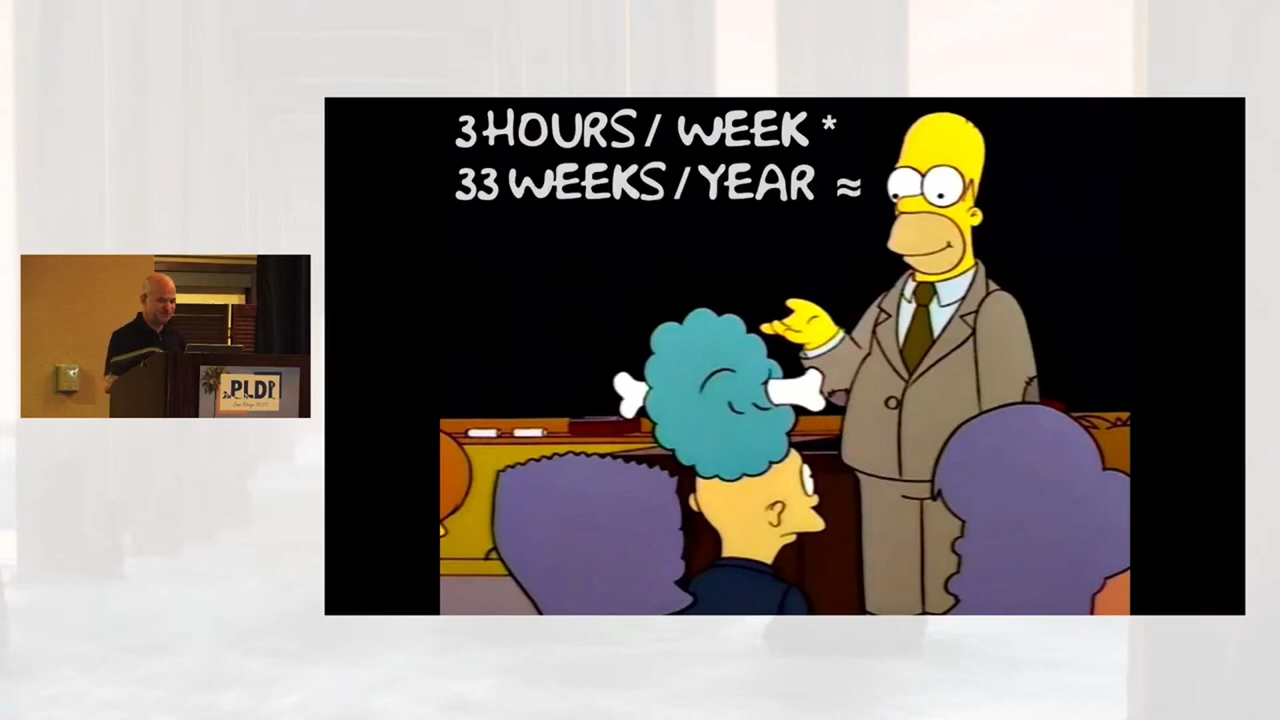 3 HOURS / WEEK *
33 WEEKS / YEAR ≈
PLDI